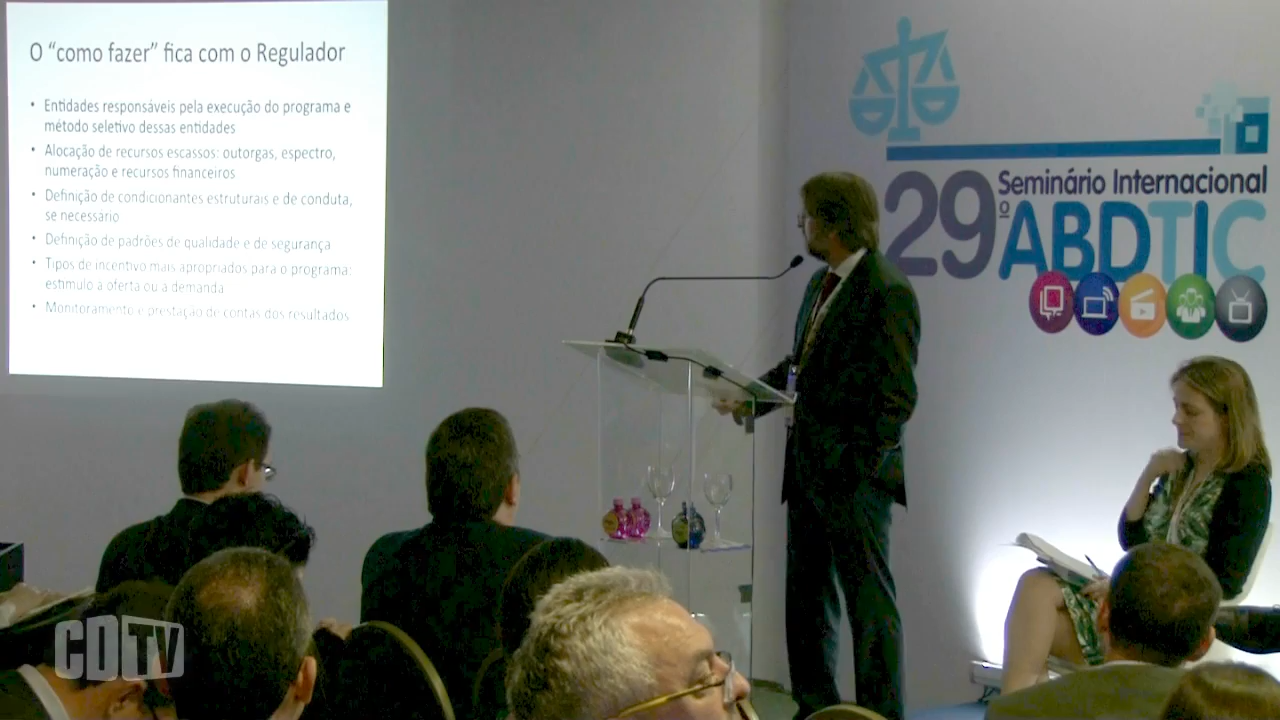 O “como fazer” fica com o Regulador
• Entidades responsáveis pela execução do programa e
método seletivo dessas entidades
• Alocação de recursos escassos: outorgas, espectro,
numeração e recursos financeiros
• Definição de condicionantes estruturais e de conduta,
se necessário
• Definição de padrões de qualidade e de segurança
• Tipos de incentivo mais apropriados para o programa:
estímulo à oferta ou à demanda
• Monitoramento e prestação de contas dos resultados
29º Seminário Internacional
ABDTIC
CDTV